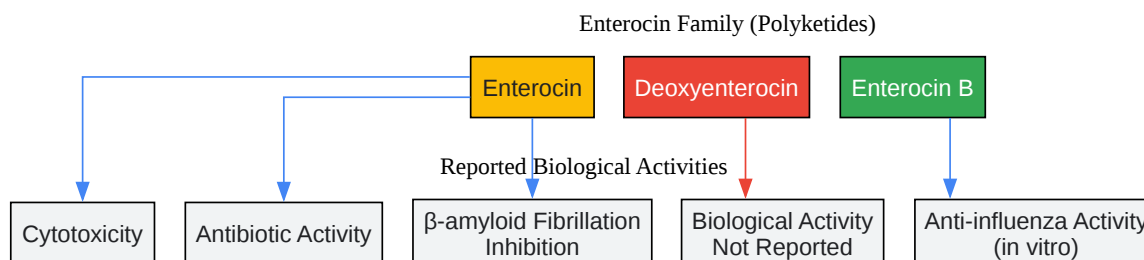 Enterocin Family (Polyketides)
Enterocin
Deoxyenterocin
Enterocin B
Reported Biological Activities
Cytotoxicity
Antibiotic Activity
β-amyloid Fibrillation
Inhibition
Biological Activity
Not Reported
Anti-influenza Activity
(in vitro)